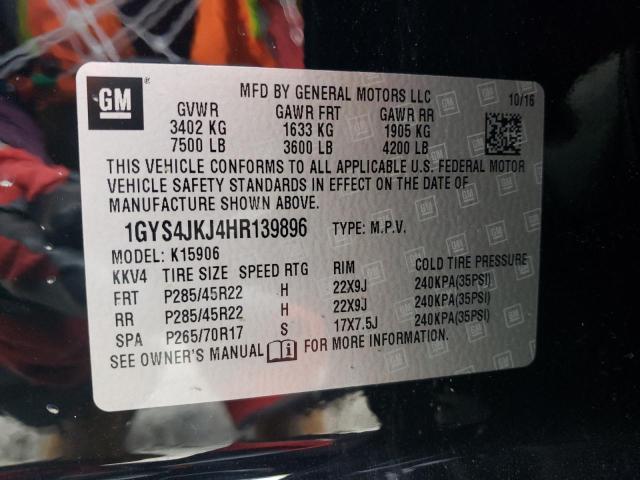 GM
MFD BY GENERAL MOTORS LLC 10/16
GVWR GAWR FRT GAWR RR
3402 KG 1633 KG 1905 KG
7500 LB 3600 LB 4200 LB
THIS VEHICLE CONFORMS TO ALL APPLICABLE U.S. FEDERAL MOTOR
VEHICLE SAFETY STANDARDS IN EFFECT ON THE DATE OF
MANUFACTURE SHOWN ABOVE.
1GYS4JKJ4HR139896 TYPE: M.P.V.
MODEL: K15906
KKV4 TIRE SIZE SPEED RTG RIM COLD TIRE PRESSURE
FRT P285/45R22 H 22X9J 240KPA(35PSI)
RR P285/45R22 H 22X9J 240KPA(35PSI)
SPA P265/70R17 S 17X7.5J 240KPA(35PSI)
SEE OWNER'S MANUAL FOR MORE INFORMATION.